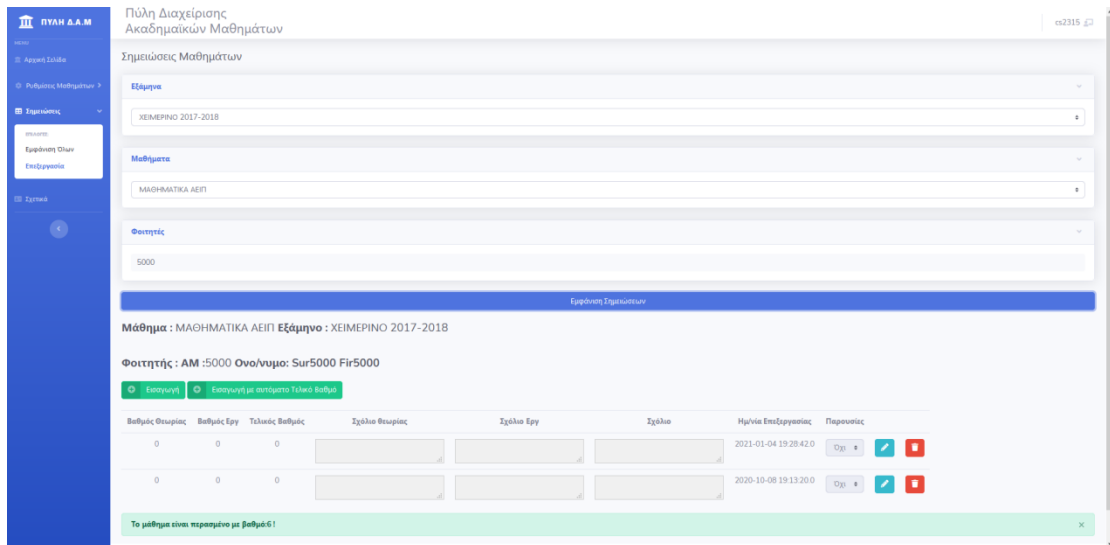 ΠΥΛΗ Δ.Α.Μ
Πύλη Διαχείρισης
Ακαδημαϊκών Μαθημάτων
cs2315
ΜΕΝΟΥ
Αρχική Σελίδα
Ρυθμίσεις Μαθημάτων
Σημειώσεις
ΕΠΙΛΟΓΕΣ:
Εμφάνιση Όλων
Επεξεργασία
Σχετικά
Σημειώσεις Μαθημάτων
Εξάμηνα
ΧΕΙΜΕΡΙΝΟ 2017-2018
Μαθήματα
ΜΑΘΗΜΑΤΙΚΑ ΑΕΙΠ
Φοιτητές
5000
Εμφάνιση Σημειώσεων
Μάθημα : ΜΑΘΗΜΑΤΙΚΑ ΑΕΙΠ Εξάμηνο : ΧΕΙΜΕΡΙΝΟ 2017-2018
Φοιτητής : ΑΜ :5000 Ονο/νυμο: Sur5000 Fir5000
Εισαγωγή Εισαγωγή με αυτόματο Τελικό Βαθμό
Βαθμός Θεωρίας Βαθμός Εργ Τελικός Βαθμός Σχόλιο Θεωρίας Σχόλιο Εργ Σχόλιο Ημ/νία Επεξεργασίας Παρουσίες
0 0 0 2021-01-04 19:28:42.0 Όχι
0 0 0 2020-10-08 19:13:20.0 Όχι
Το μάθημα είναι περασμένο με βαθμό:6 !